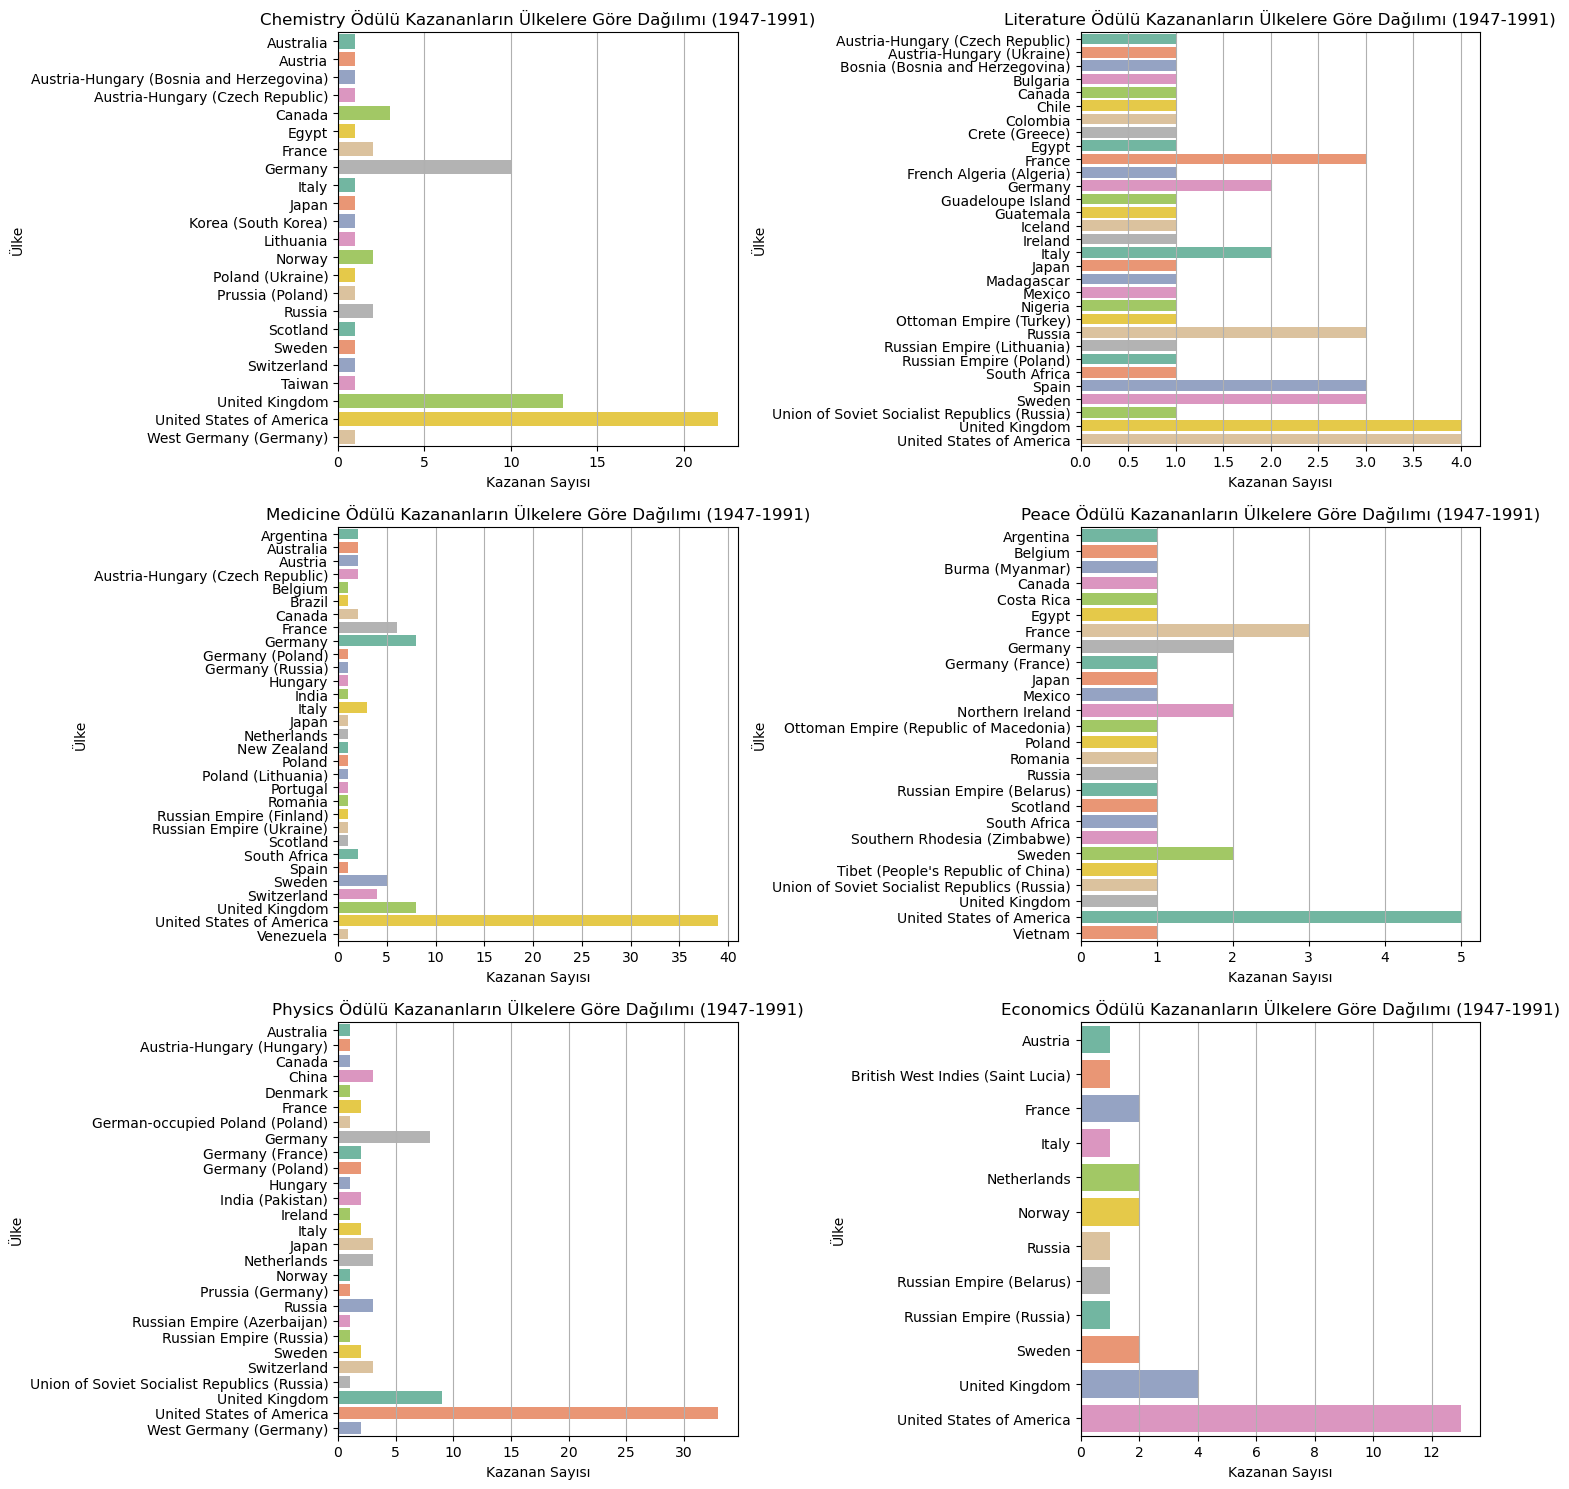 Chemistry Ödülü Kazananların Ülkelere Göre Dağılımı (1947-1991)
Ülke
Australia
Austria
Austria-Hungary (Bosnia and Herzegovina)
Austria-Hungary (Czech Republic)
Canada
Egypt
France
Germany
Italy
Japan
Korea (South Korea)
Lithuania
Norway
Poland (Ukraine)
Prussia (Poland)
Russia
Scotland
Sweden
Switzerland
Taiwan
United Kingdom
United States of America
West Germany (Germany)
0 5 10 15 20
Kazanan Sayısı
Literature Ödülü Kazananların Ülkelere Göre Dağılımı (1947-1991)
Ülke
Austria-Hungary (Czech Republic)
Austria-Hungary (Ukraine)
Bosnia (Bosnia and Herzegovina)
Bulgaria
Canada
Chile
Colombia
Crete (Greece)
Egypt
France
French Algeria (Algeria)
Germany
Guadeloupe Island
Guatemala
Iceland
Ireland
Italy
Japan
Madagascar
Mexico
Nigeria
Ottoman Empire (Turkey)
Russia
Russian Empire (Lithuania)
Russian Empire (Poland)
South Africa
Spain
Sweden
Union of Soviet Socialist Republics (Russia)
United Kingdom
United States of America
0.0 0.5 1.0 1.5 2.0 2.5 3.0 3.5 4.0
Kazanan Sayısı
Medicine Ödülü Kazananların Ülkelere Göre Dağılımı (1947-1991)
Ülke
Argentina
Australia
Austria
Austria-Hungary (Czech Republic)
Belgium
Brazil
Canada
France
Germany
Germany (Poland)
Germany (Russia)
Hungary
India
Italy
Japan
Netherlands
New Zealand
Poland
Poland (Lithuania)
Portugal
Romania
Russian Empire (Finland)
Russian Empire (Ukraine)
Scotland
South Africa
Spain
Sweden
Switzerland
United Kingdom
United States of America
Venezuela
0 5 10 15 20 25 30 35 40
Kazanan Sayısı
Peace Ödülü Kazananların Ülkelere Göre Dağılımı (1947-1991)
Ülke
Argentina
Belgium
Burma (Myanmar)
Canada
Costa Rica
Egypt
France
Germany
Germany (France)
Japan
Mexico
Northern Ireland
Ottoman Empire (Republic of Macedonia)
Poland
Romania
Russia
Russian Empire (Belarus)
Scotland
South Africa
Southern Rhodesia (Zimbabwe)
Sweden
Tibet (People's Republic of China)
Union of Soviet Socialist Republics (Russia)
United Kingdom
United States of America
Vietnam
0 1 2 3 4 5
Kazanan Sayısı
Physics Ödülü Kazananların Ülkelere Göre Dağılımı (1947-1991)
Ülke
Australia
Austria-Hungary (Hungary)
Canada
China
Denmark
France
German-occupied Poland (Poland)
Germany
Germany (France)
Germany (Poland)
Hungary
India (Pakistan)
Ireland
Italy
Japan
Netherlands
Norway
Prussia (Germany)
Russia
Russian Empire (Azerbaijan)
Russian Empire (Russia)
Sweden
Switzerland
Union of Soviet Socialist Republics (Russia)
United Kingdom
United States of America
West Germany (Germany)
0 5 10 15 20 25 30
Kazanan Sayısı
Economics Ödülü Kazananların Ülkelere Göre Dağılımı (1947-1991)
Ülke
Austria
British West Indies (Saint Lucia)
France
Italy
Netherlands
Norway
Russia
Russian Empire (Belarus)
Russian Empire (Russia)
Sweden
United Kingdom
United States of America
0 2 4 6 8 10 12
Kazanan Sayısı